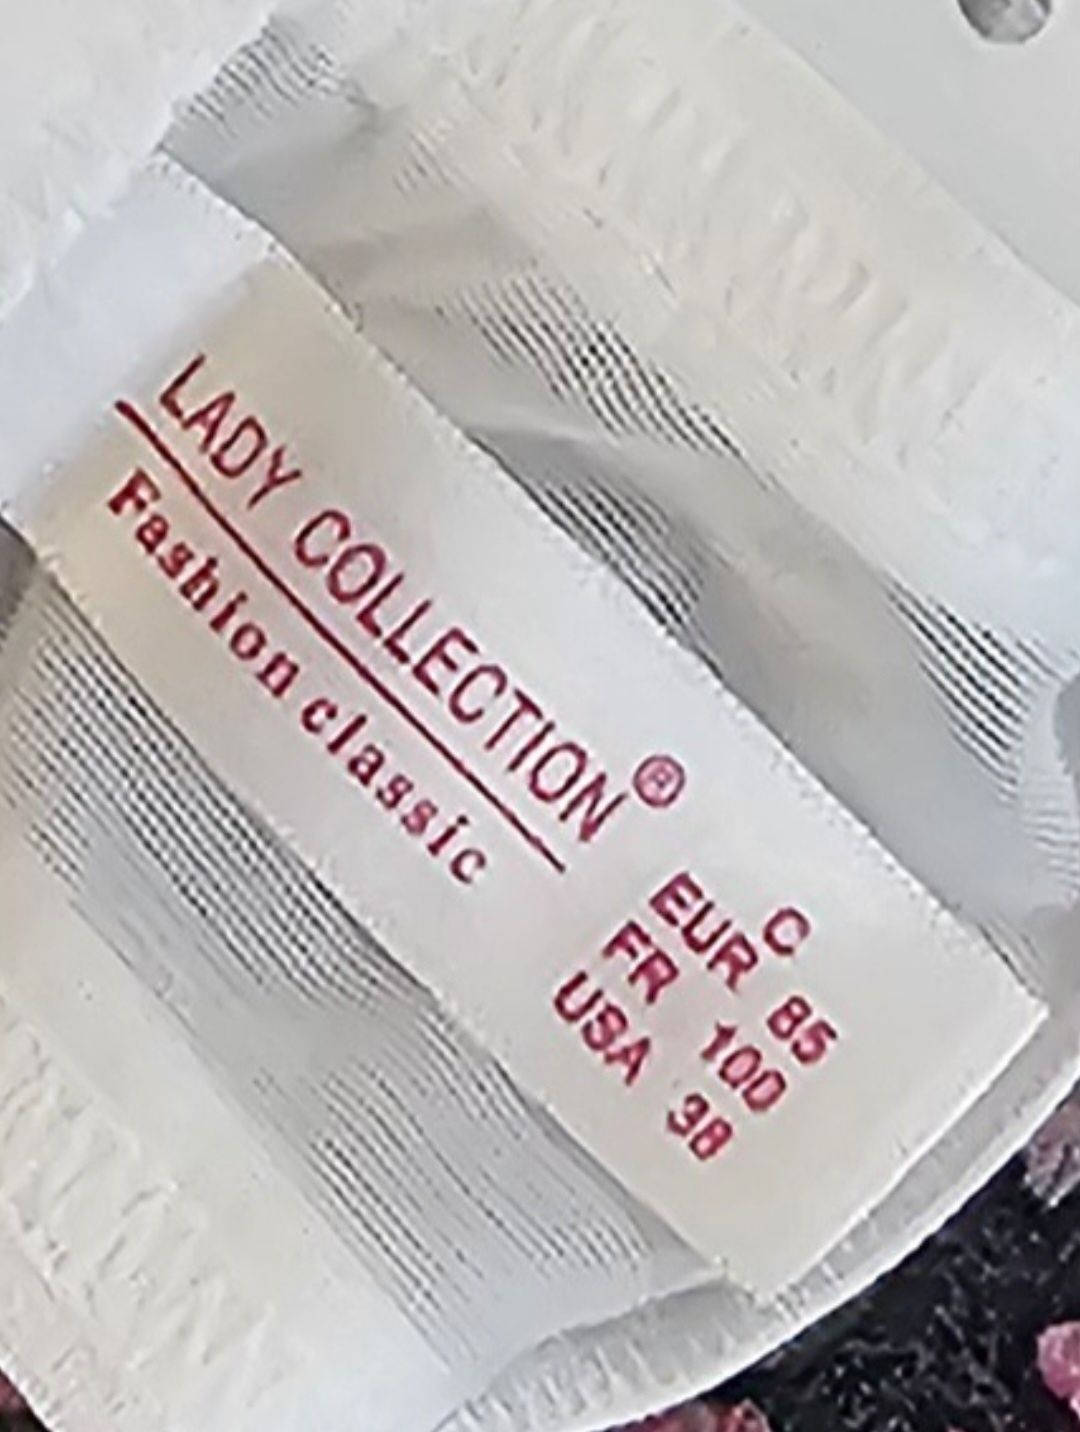 LADY COLLECTION®
Fashion classic
C
EUR 85
FR 100
USA 38